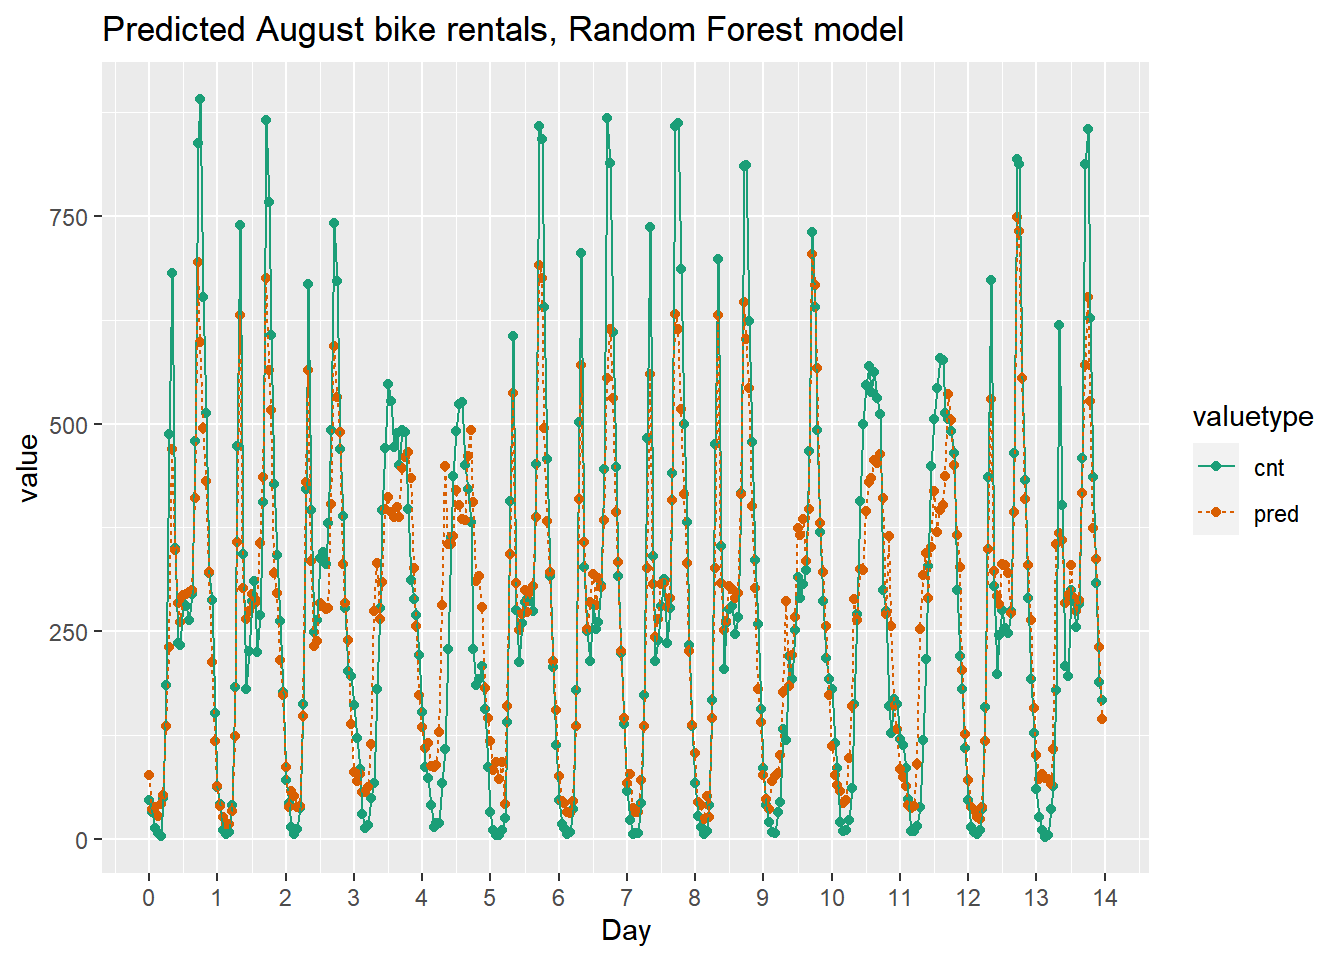 Predicted August bike rentals, Random Forest model
value
750
500
250
0
0 1 2 3 4 5 6 7 8 9 10 11 12 13 14
Day
valuetype
cnt
pred